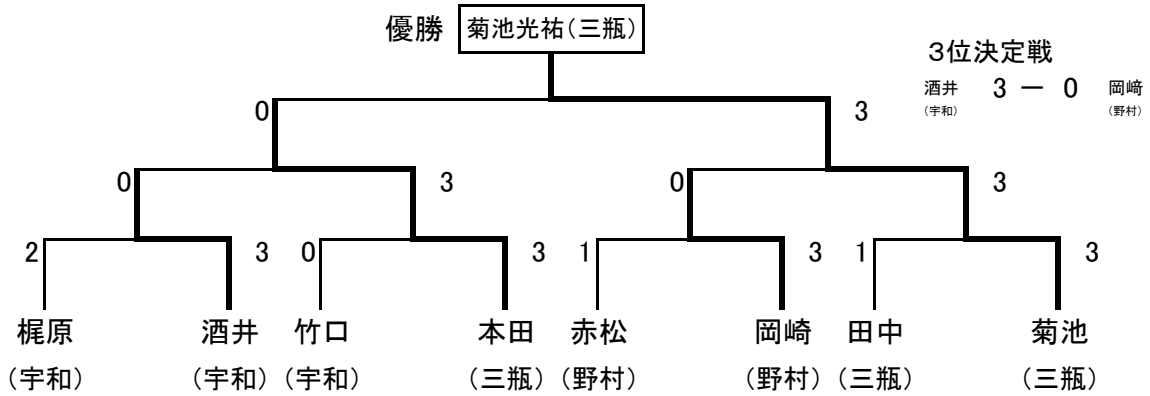 優勝 菊池光祐(三瓶)
3位決定戦
酒井 3 － 0 岡﨑
(宇和) (野村)
0 3
0 3 0 3
2 3 0 3 1 3 1 3
梶原 酒井 竹口 本田 赤松 岡崎 田中 菊池
(宇和) (宇和) (宇和) (三瓶) (野村) (野村) (三瓶) (三瓶)